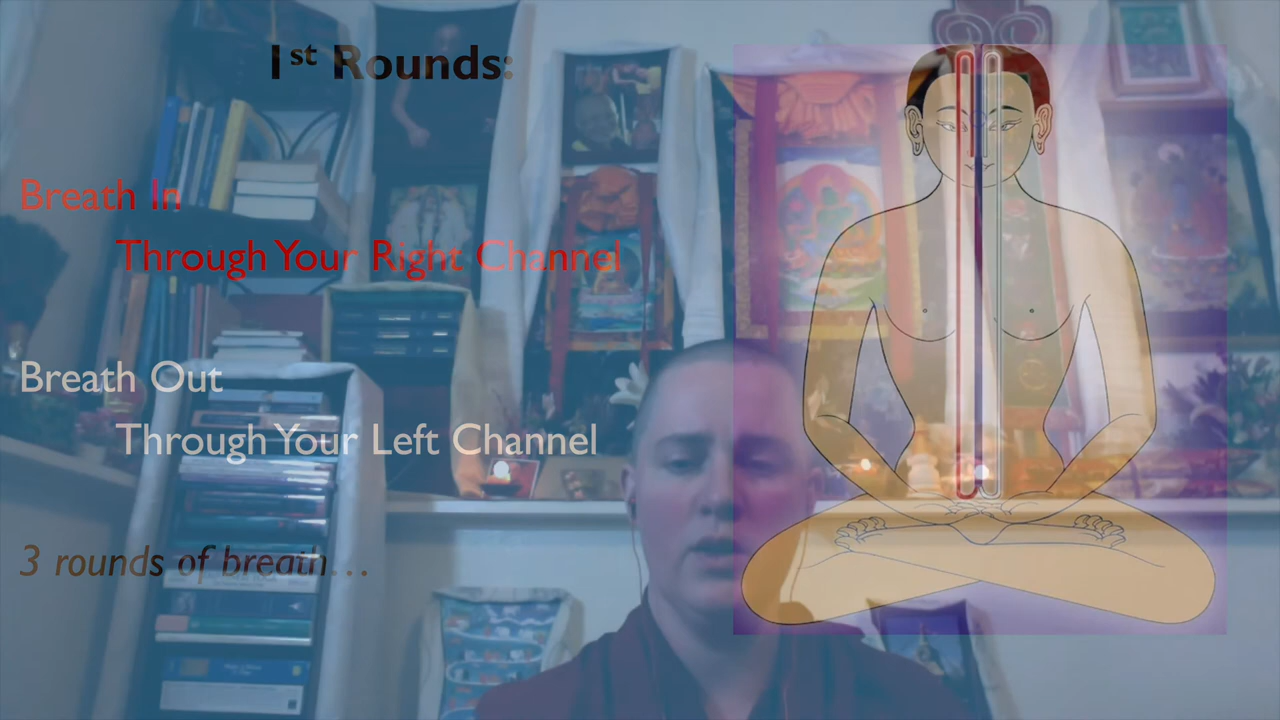 1st Rounds:
Breath In
Through Your Right Channel
Breath Out
Through Your Left Channel
3 rounds of breath...